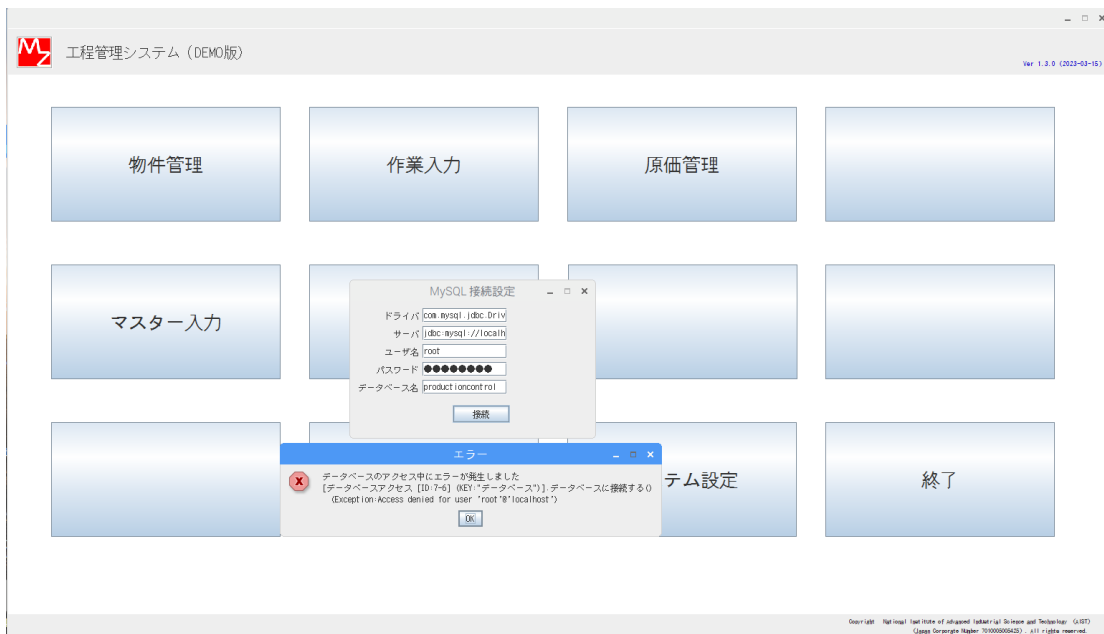 MZ 工程管理システム (DEMO版)
Ver 1.3.0 (2023-03-15)
物件管理
作業入力
原価管理
マスター入力
MySQL 接続設定
ドライバ com.mysql.jdbc.Driv
サーバ jdbc:mysql://localh
ユーザ名 root
パスワード ●●●●●●●●
データベース名 productioncontrol
接続
テム設定
終了
エラー
データベースのアクセス中にエラーが発生しました
[データベースアクセス [ID:7-6] (KEY:"データベース")].データベースに接続する()
(Exception:Access denied for user 'root'@'localhost')
OK
Copyright National Institute of Advanced Industrial Science and Technology (AIST)
(Japan Corporate Number 7010005005425) . All rights reserved.